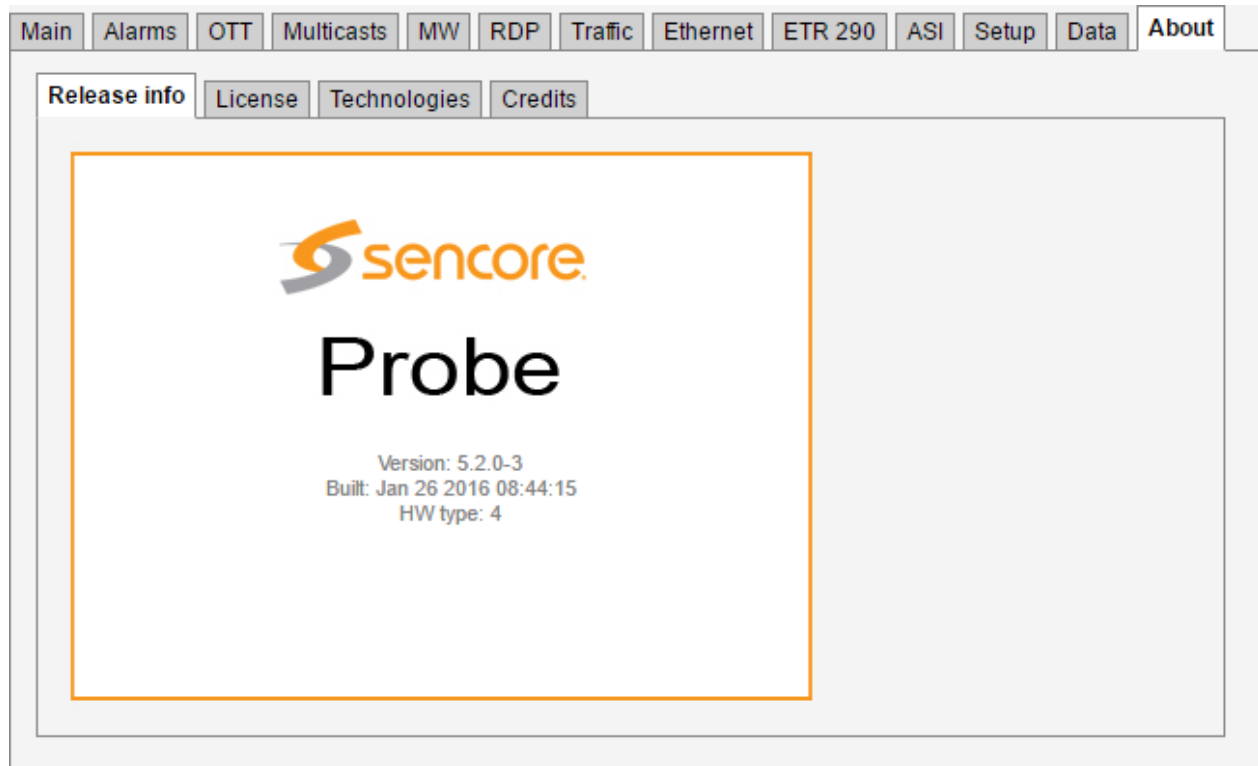 Main Alarms OTT Multicasts MW RDP Traffic Ethernet ETR 290 ASI Setup Data About
Release info License Technologies Credits
sencore
Probe
Version: 5.2.0-3
Built: Jan 26 2016 08:44:15
HW type: 4